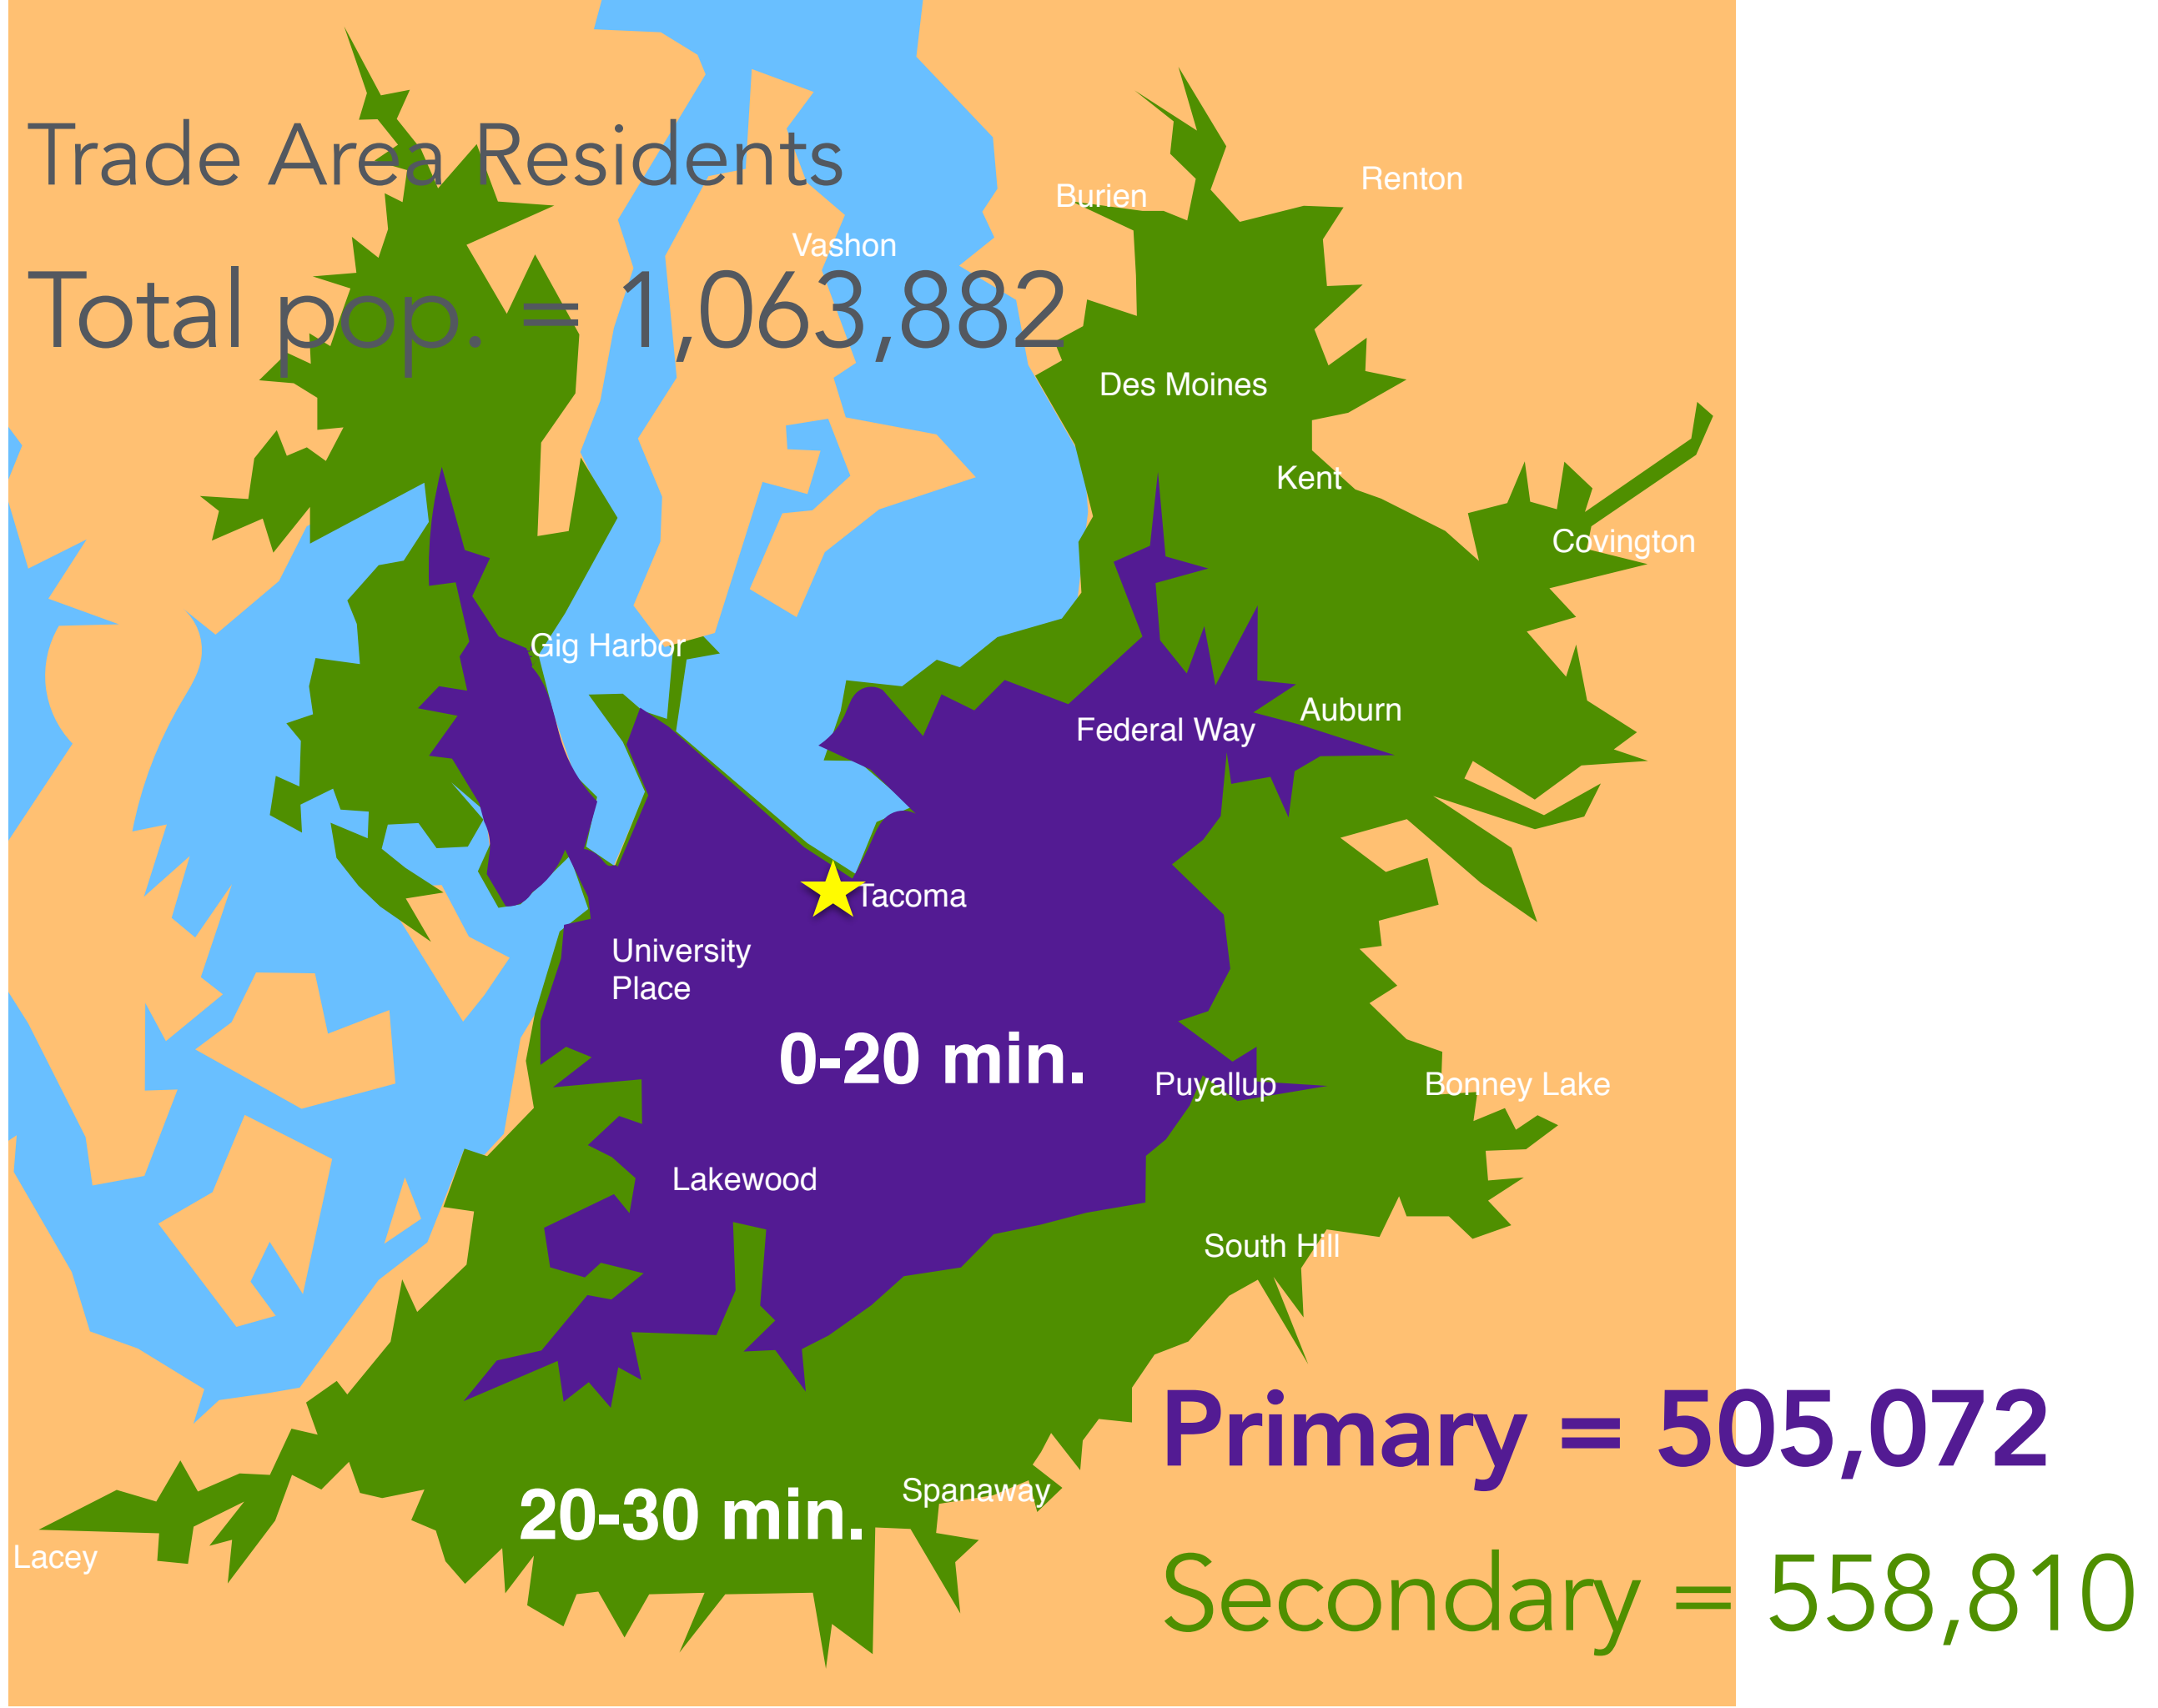 Trade Area Residents
Burien
Renton
Vashon
Total pop. = 1,063,882
Des Moines
Kent
Covington
Gig Harbor
Auburn
Federal Way
Tacoma
University
Place
0-20 min.
Puyallup
Bonney Lake
Lakewood
South Hill
Primary = 505,072
Spanaway
20-30 min.
Lacey
Secondary = 558,810